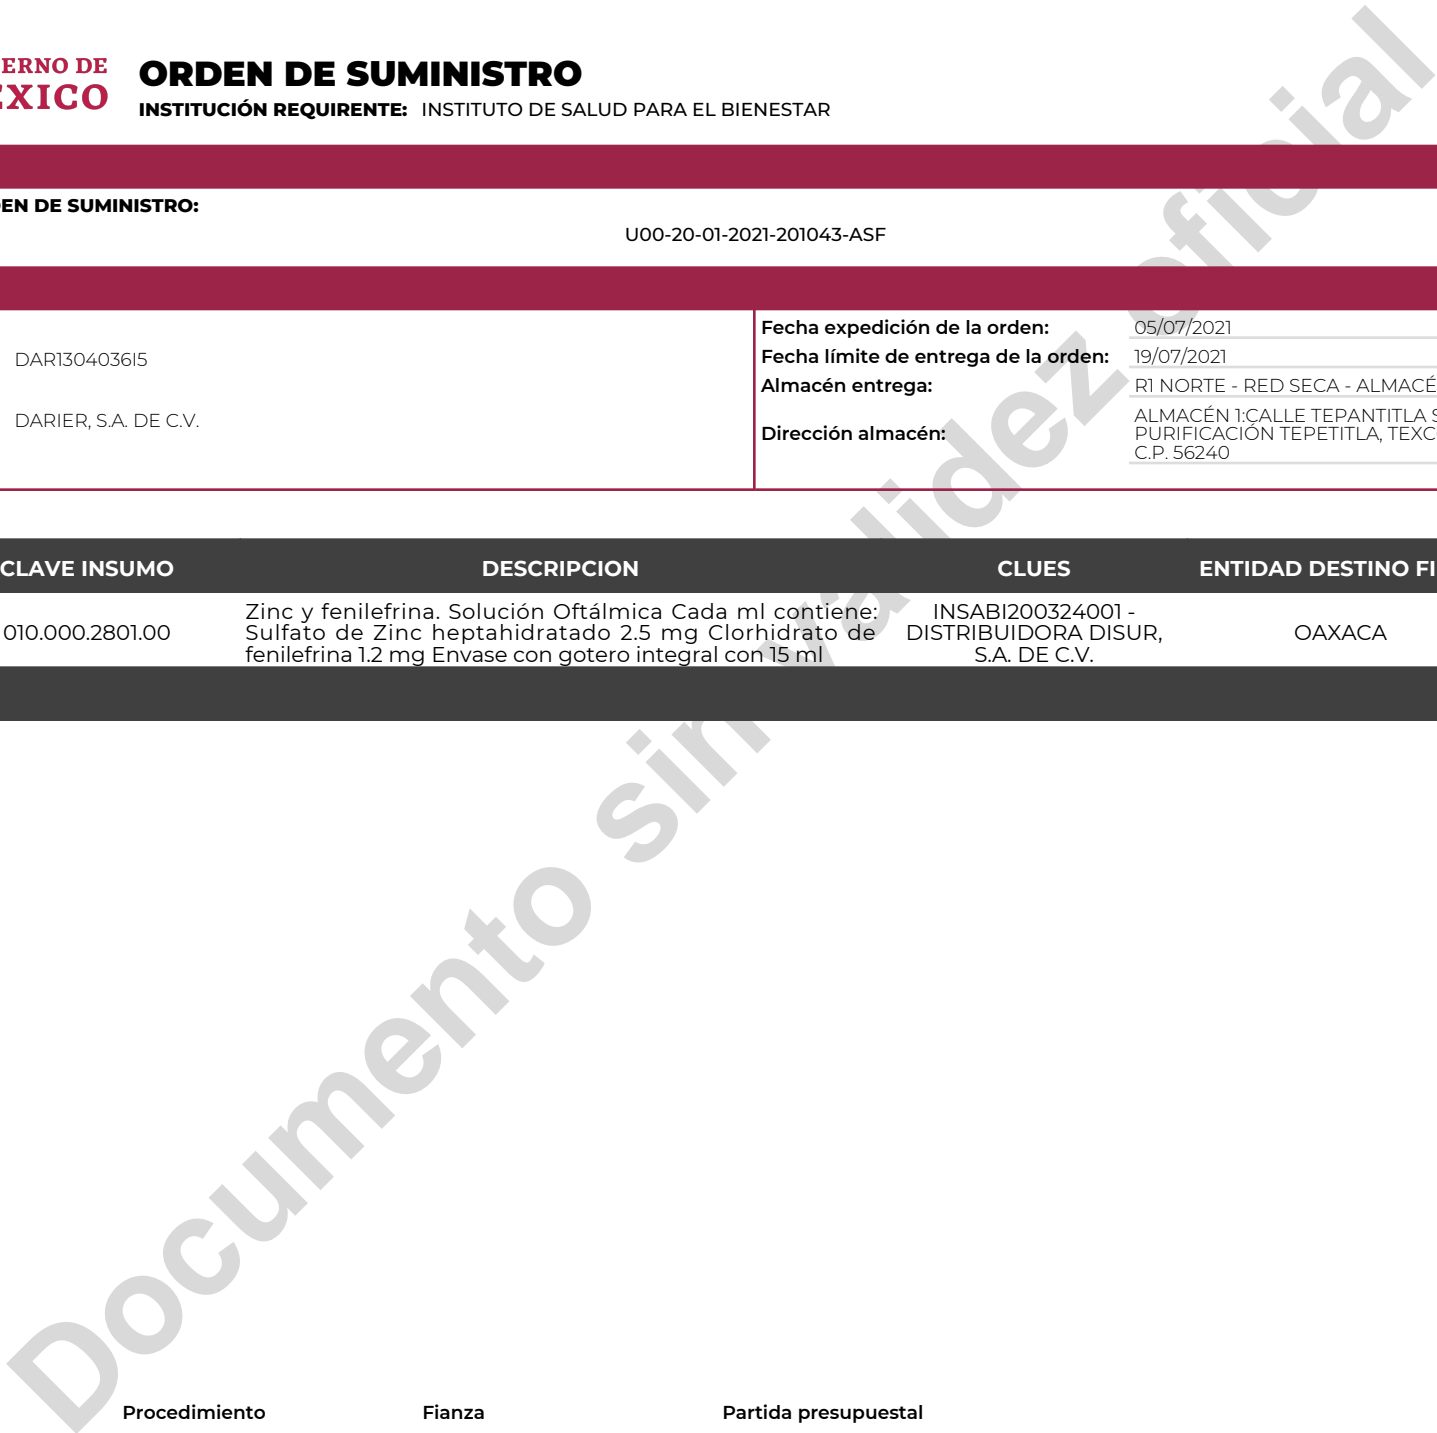 ERNO DE
EXICO
ORDEN DE SUMINISTRO
INSTITUCIÓN REQUIRENTE: INSTITUTO DE SALUD PARA EL BIENESTAR
EN DE SUMINISTRO:
U00-20-01-2021-201043-ASF
DAR1304036I5
DARIER, S.A. DE C.V.
Fecha expedición de la orden: 05/07/2021
Fecha límite de entrega de la orden: 19/07/2021
Almacén entrega: R1 NORTE - RED SECA - ALMACÉ
Dirección almacén:
ALMACÉN 1:CALLE TEPANTITLA S
PURIFICACIÓN TEPETITLA, TEXC
C.P. 56240
CLAVE INSUMO DESCRIPCION CLUES ENTIDAD DESTINO FI
010.000.2801.00
Zinc y fenilefrina. Solución Oftálmica Cada ml contiene:
Sulfato de Zinc heptahidratado 2.5 mg Clorhidrato de
fenilefrina 1.2 mg Envase con gotero integral con 15 ml
INSABI200324001 -
DISTRIBUIDORA DISUR,
S.A. DE C.V.
OAXACA
Documento sin validez oficial
Procedimiento Fianza Partida presupuestal